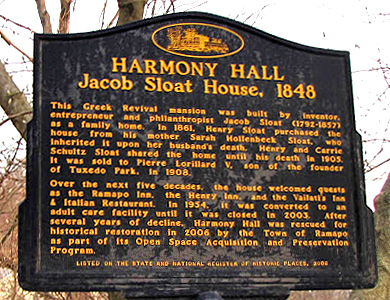 HARMONY HALL
Jacob Sloat House, 1848
This Greek Revival mansion was built by inventor,
entrepreneur and philanthropist Jacob Sloat (1792-1857)
as a family home. In 1861, Henry Sloat purchased the
house from his mother Sarah Hollenbeck Sloat, who
inherited it upon her husband's death. Henry and Carrie
Schultz Sloat shared the home until his death in 1905.
It was sold to Pierre Lorillard V, son of the founder
of Tuxedo Park, in 1908.
Over the next five decades, the house welcomed guests
as the Ramapo Inn, the Henry Inn, and the Vailati's Inn
& Italian Restaurant. In 1954, it was converted to an
adult care facility until it was closed in 2003. After
several years of decline, Harmony Hall was rescued for
historical restoration in 2006 by the Town of Ramapo
as part of its Open Space Acquisition and Preservation
Program.
LISTED ON THE STATE AND NATIONAL REGISTER OF HISTORIC PLACES,